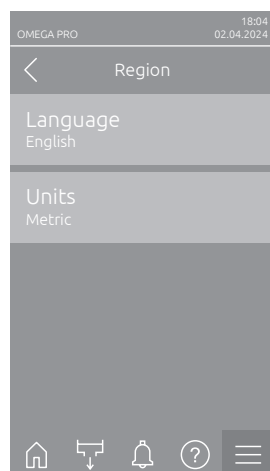 18:04
OMEGA PRO 02.04.2024
Region
Language
English
Units
Metric
?